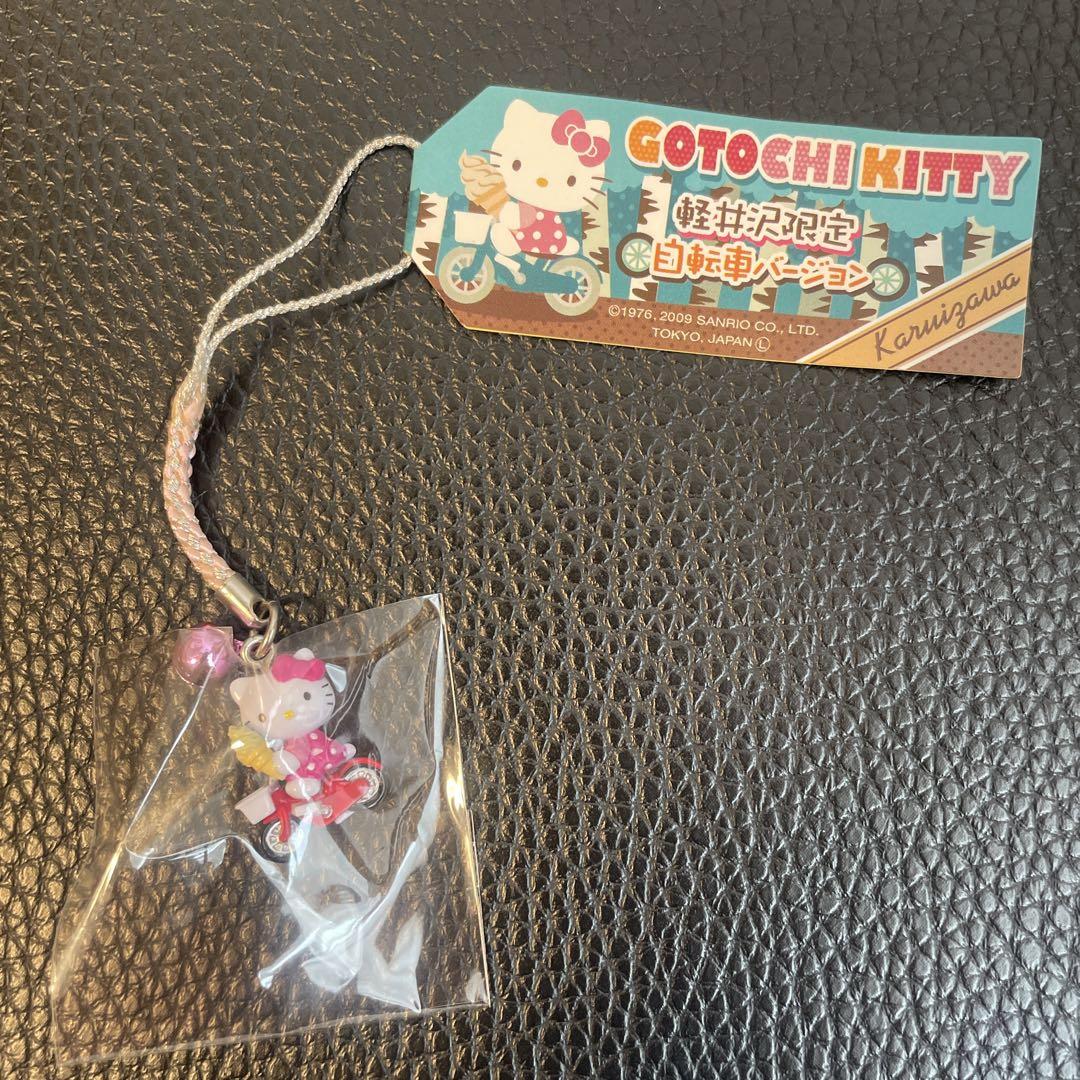 GOTOCHI KITTY
軽井沢限定
自転車バージョン
©1976, 2009 SANRIO CO., LTD.
TOKYO, JAPAN Ⓛ
Karuizawa